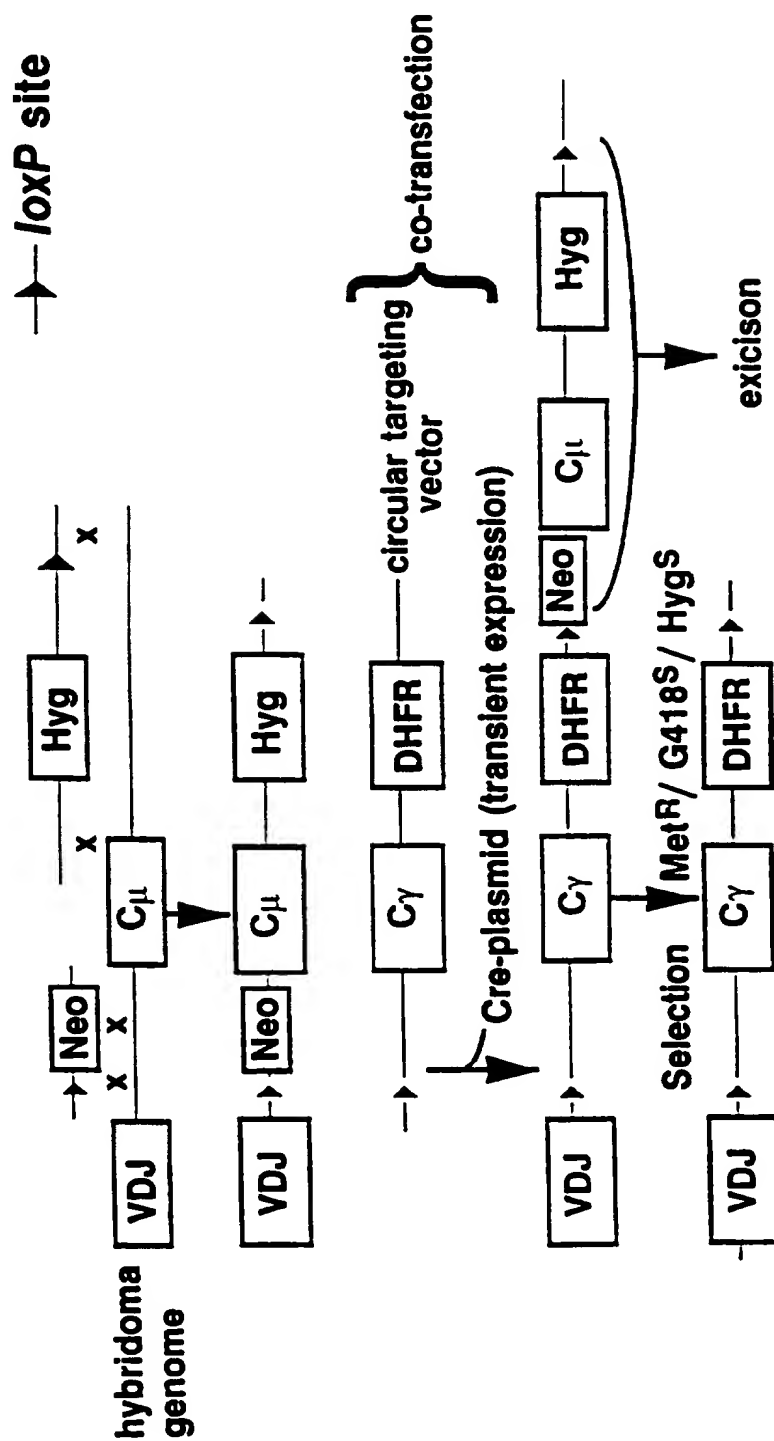 loxP site
Neo
Hyg
x x x x
hybridoma
genome
VDJ
Cμ
VDJ
Neo
Cμ
Hyg
Cγ
DHFR
circular targeting
vector
co-transfection
Cre-plasmid (transient expression)
VDJ
Cγ
DHFR
Neo
Cμ
Hyg
Selection
MetR/ G418S/ HygS
exicison
VDJ
Cγ
DHFR